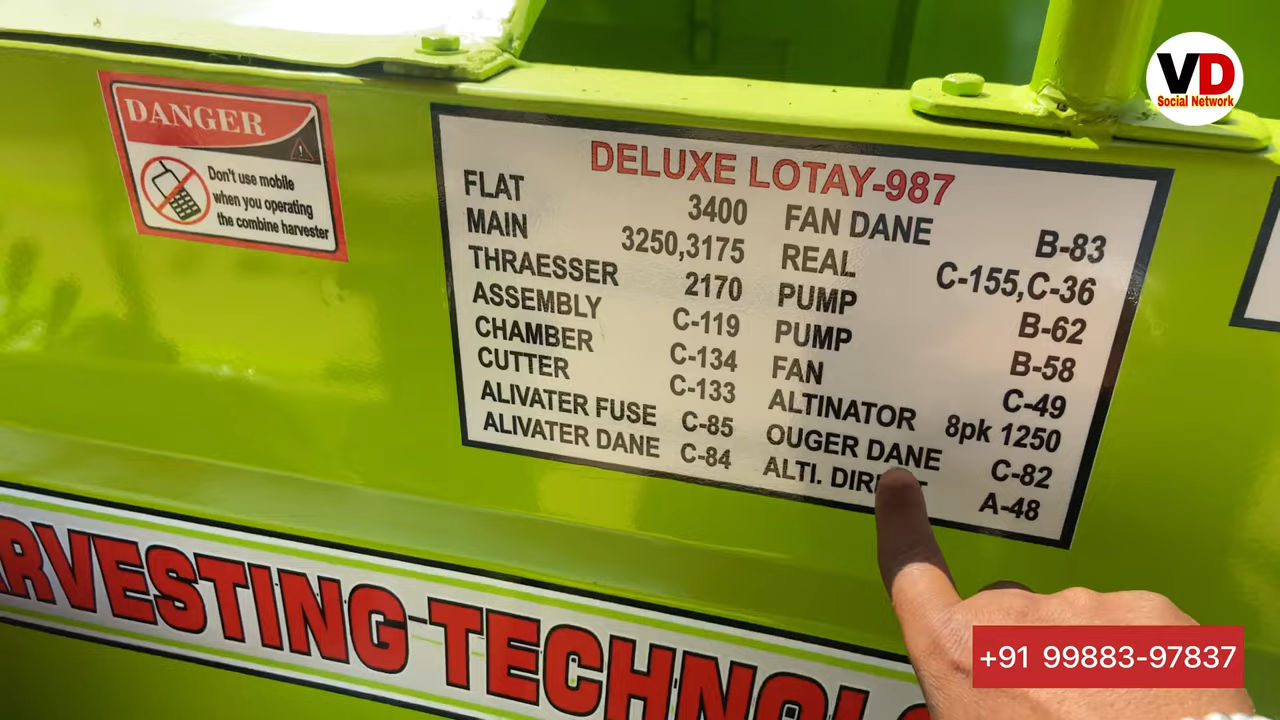 VD
Social Network
DANGER
Don't use mobile
when you operating
the combine harvester
DELUXE LOTAY-987
FLAT 3400
MAIN 3250,3175
THRAESSER 2170
ASSEMBLY C-119
CHAMBER C-134
CUTTER C-133
ALIVATER FUSE C-85
ALIVATER DANE C-84
FAN DANE B-83
REAL C-155,C-36
PUMP B-62
PUMP B-58
FAN C-49
ALTINATOR 8pk 1250
OUGER DANE C-82
ALTI. A-48
RVESTING TECHNOLO
+91 99883-97837